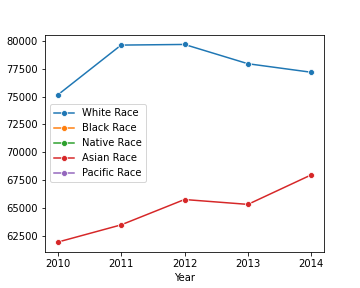 80000
77500
75000
72500
70000
67500
65000
62500
White Race
Black Race
Native Race
Asian Race
Pacific Race
2010 2011 2012 2013 2014
Year